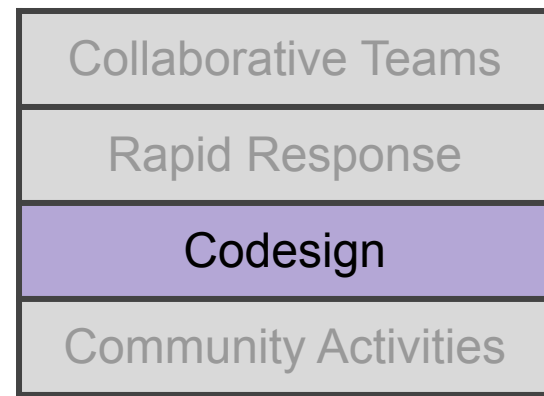 Collaborative Teams
Rapid Response
Codesign
Community Activities